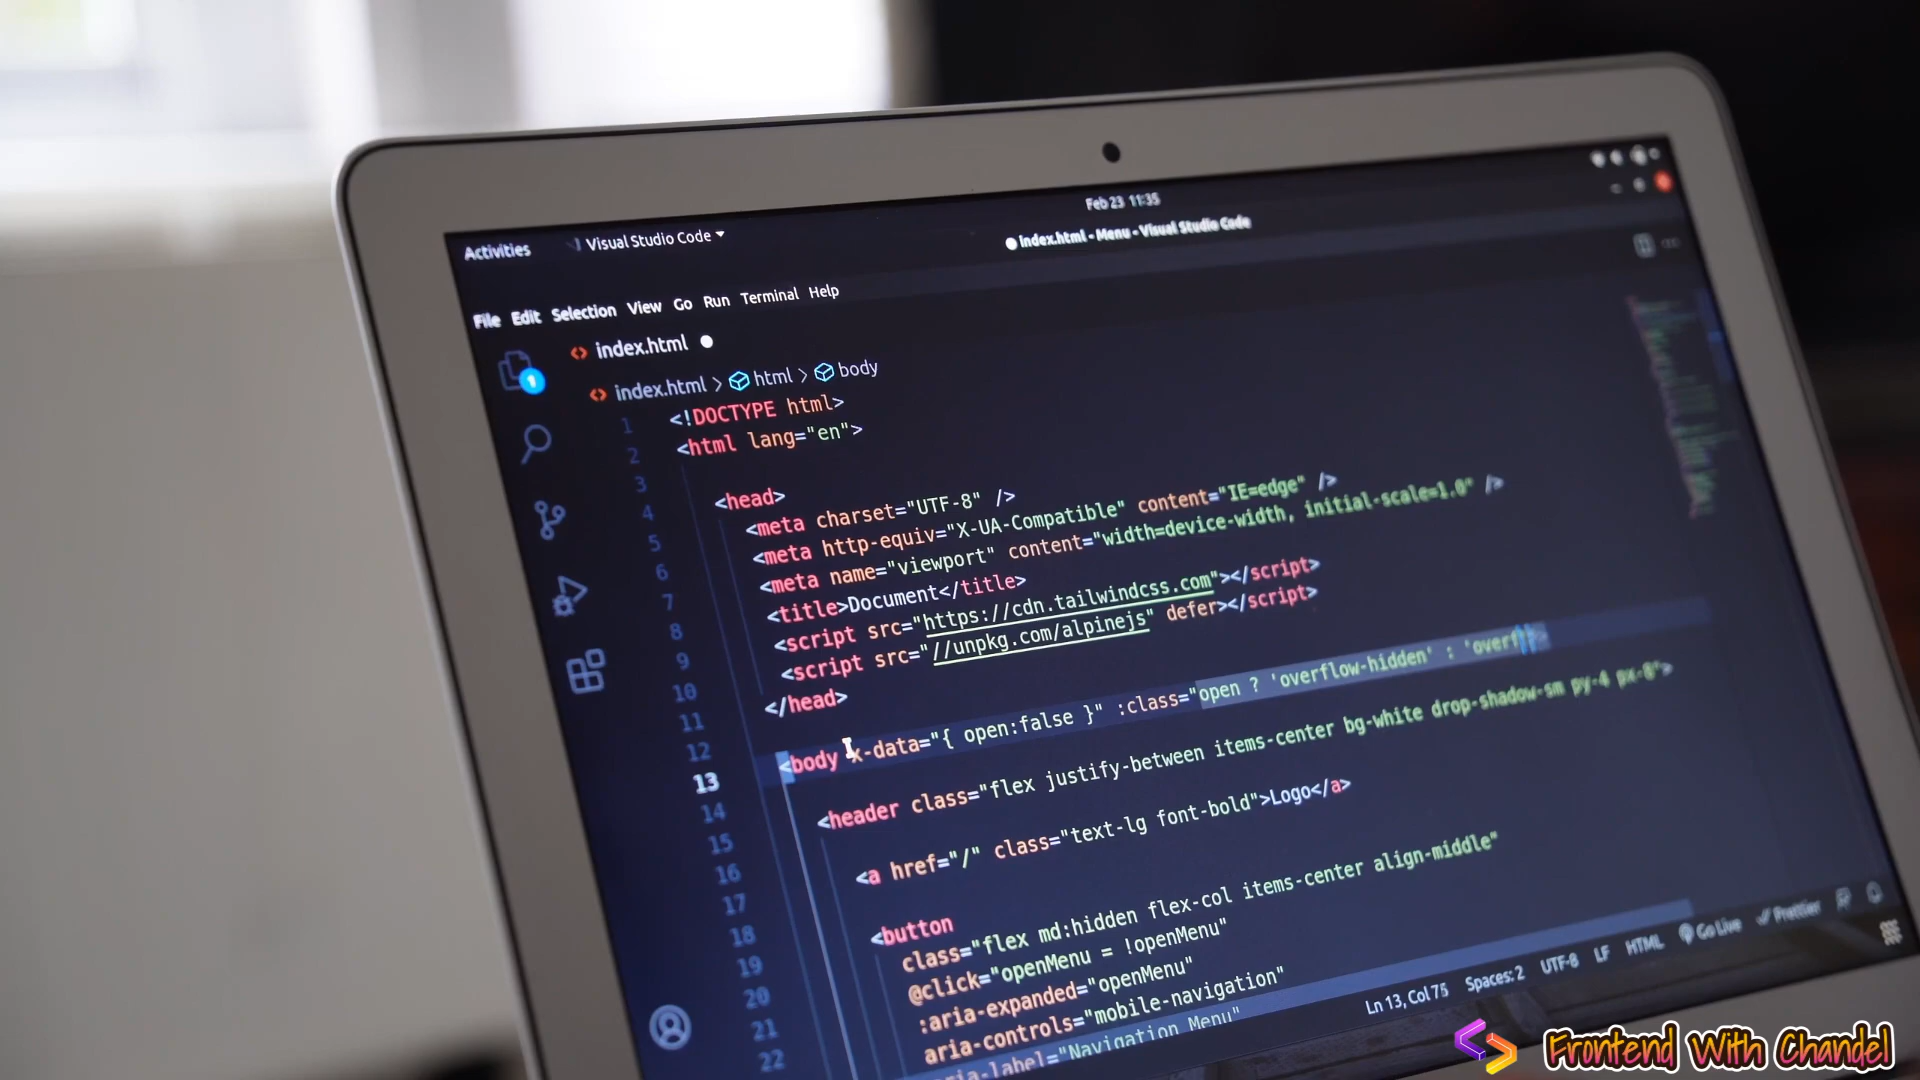 Feb 23 11:35
Activities
Visual Studio Code
index.html - Menu - Visual Studio Code
File Edit Selection View Go Run Terminal Help
index.html
1
index.html > html > body
1 <!DOCTYPE html>
2 <html lang="en">
3
4 <head>
5 <meta charset="UTF-8" />
6 <meta http-equiv="X-UA-Compatible" content="IE=edge" />
7 <meta name="viewport" content="width=device-width, initial-scale=1.0" />
8 <title>Document</title>
9 <script src="https://cdn.tailwindcss.com"></script>
10 <script src="//unpkg.com/alpinejs" defer></script>
11 </head>
12
13 <body x-data="{ open:false }" :class="open ? 'overflow-hidden' : 'overf
14
15 <header class="flex justify-between items-center bg-white drop-shadow-sm py-4 px-8">
16
17 <a href="/" class="text-lg font-bold">Logo</a>
18
19 <button
20 class="flex md:hidden flex-col items-center align-middle"
21 @click="openMenu = !openMenu"
22 :aria-expanded="openMenu"
aria-controls="mobile-navigation"
aria-label="Navigation Menu"
Ln 13, Col 75 Spaces: 2 UTF-8 LF HTML Go Live Prettier
Frontend With Chandel